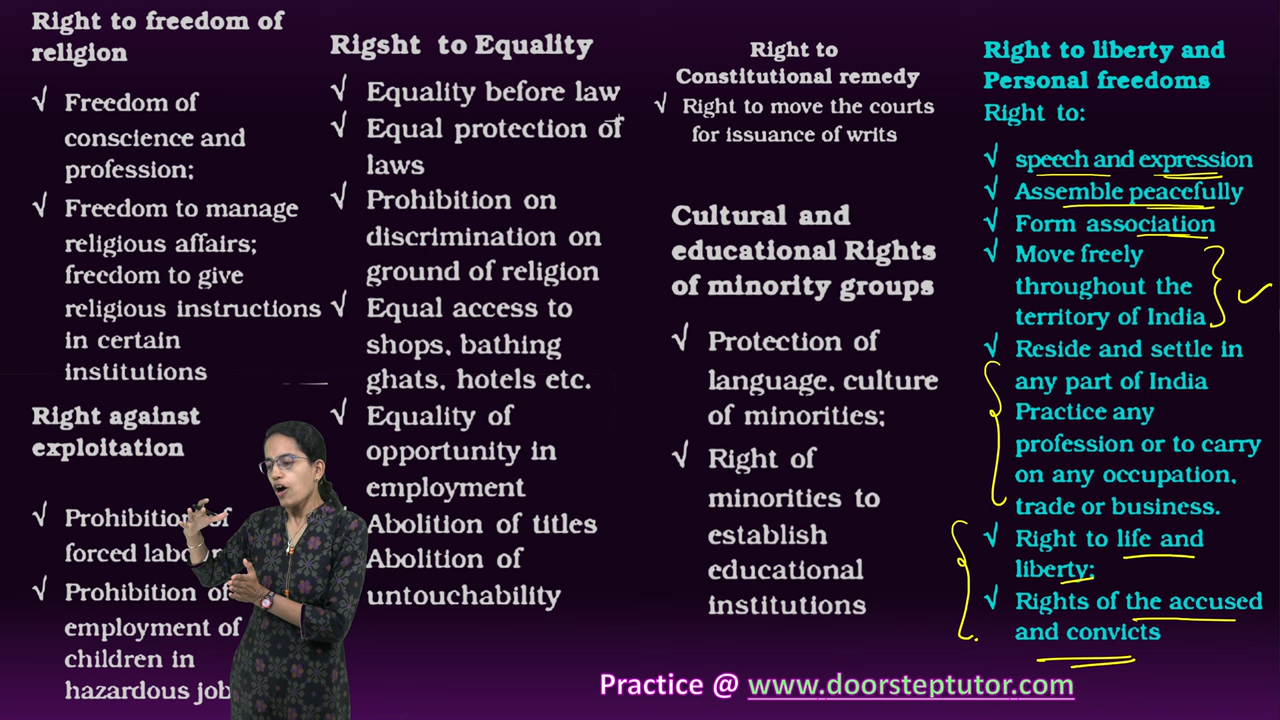 Right to freedom of
religion
√ Freedom of
conscience and
profession;
√ Freedom to manage
religious affairs;
freedom to give
religious instructions
in certain
institutions
Right against
exploitation
√ Prohibition of
forced labo
√ Prohibition of
employment of
children in
hazardous job
Rigsht to Equality
√ Equality before law
√ Equal protection of
laws
√ Prohibition on
discrimination on
ground of religion
√ Equal access to
shops, bathing
ghats, hotels etc.
√ Equality of
opportunity in
employment
Abolition of titles
Abolition of
untouchability
Right to
Constitutional remedy
√ Right to move the courts
for issuance of writs
Cultural and
educational Rights
of minority groups
√ Protection of
language, culture
of minorities;
√ Right of
minorities to
establish
educational
institutions
Right to liberty and
Personal freedoms
Right to:
√ speech and expression
√ Assemble peacefully
√ Form association
√ Move freely
throughout the
territory of India
√ Reside and settle in
any part of India
Practice any
profession or to carry
on any occupation,
trade or business.
√ Right to life and
liberty;
√ Rights of the accused
and convicts
Practice @ www.doorsteptutor.com